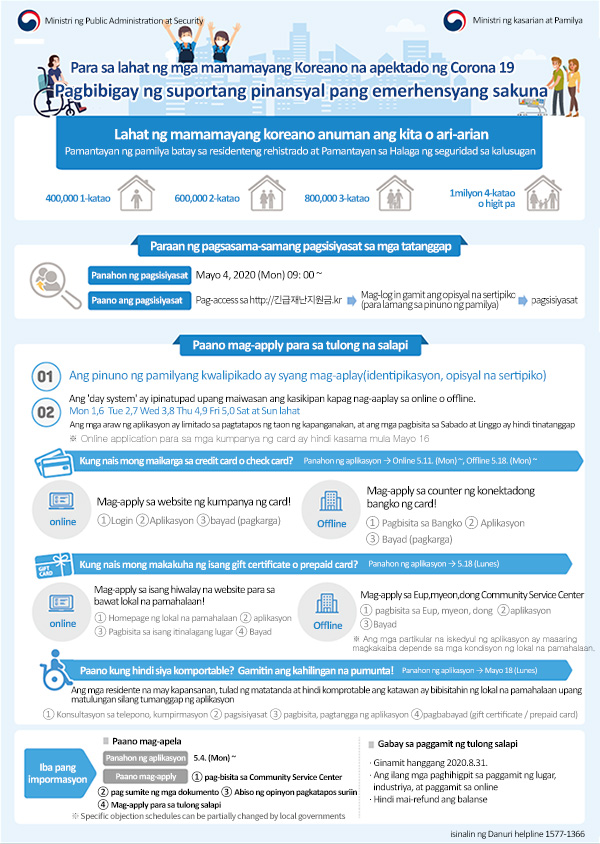 Ministri ng Public Administration at Security
Ministri ng kasarian at Pamilya
Para sa lahat ng mga mamamayang Koreano na apektado ng Corona 19
Pagbibigay ng suportang pinansyal pang emerhensyang sakuna
Lahat ng mamamayang koreano anuman ang kita o ari-arian
Pamantayan ng pamilya batay sa residenteng rehistrado at Pamantayan sa Halaga ng seguridad sa kalusugan
400,000 1-katao
600,000 2-katao
800,000 3-katao
1milyon 4-katao
o higit pa
Paraan ng pagsasama-samang pagsisiyasat sa mga tatanggap
Panahon ng pagsisiyasat
Mayo 4, 2020 (Mon) 09: 00 ~
Paano ang pagsisiyasat
Pag-access sa http://긴급재난지원금.kr
Mag-log in gamit ang opisyal na sertipiko
(para lamang sa pinuno ng pamilya)
pagsisiyasat
Paano mag-apply para sa tulong na salapi
01 Ang pinuno ng pamilyang kwalipikado ay syang mag-aplay(identipikasyon, opisyal na sertipiko)
02 Ang 'day system' ay ipinatupad upang maiwasan ang kasikipan kapag nag-aaplay sa online o offline.
Mon 1,6 Tue 2,7 Wed 3,8 Thu 4,9 Fri 5,0 Sat at Sun lahat
Ang mga araw ng aplikasyon ay limitado sa pagtatapos ng taon ng kapanganakan, at ang mga pagbisita sa Sabado at Linggo ay hindi tinatanggap
※ Online application para sa mga kumpanya ng card ay hindi kasama mula Mayo 16
Kung nais mong maikarga sa credit card o check card?
Panahon ng aplikasyon → Online 5.11. (Mon) ~, Offline 5.18. (Mon) ~
online
Mag-apply sa website ng kumpanya ng card!
①Login ②Aplikasyon ③bayad (pagkarga)
Offline
Mag-apply sa counter ng konektadong
bangko ng card!
① Pagbisita sa Bangko ② Aplikasyon
③ Bayad (pagkarga)
GIFT CARD
Kung nais mong makakuha ng isang gift certificate o prepaid card?
Panahon ng aplikasyon → 5.18 (Lunes)
online
Mag-apply sa isang hiwalay na website para sa
bawat lokal na pamahalaan!
① Homepage ng lokal na pamahalaan ② aplikasyon
③ Pagbisita sa isang itinalagang lugar ④ Bayad
Offline
Mag-apply sa Eup,myeon,dong Community Service Center
① pagbisita sa Eup, myeon, dong ②aplikasyon
③Bayad
※ Ang mga partikular na iskedyul ng aplikasyon ay maaaring
magkakaiba depende sa mga kondisyon ng lokal na pamahalaan.
Paano kung hindi siya komportable? Gamitin ang kahilingan na pumunta!
Panahon ng aplikasyon → Mayo 18 (Lunes)
Ang mga residente na may kapansanan, tulad ng matatanda at hindi komprotable ang katawan ay bibisitahin ng lokal na pamahalaan upang
matulungan silang tumanggap ng aplikasyon
① Konsultasyon sa telepono, kumpirmasyon ② pagsisiyasat ③ pagbisita, pagtangga ng aplikasyon ④pagbabayad (gift certificate / prepaid card)
Iba pang
impormasyon
Paano mag-apela
Panahon ng aplikasyon
5.4. (Mon) ~
Paano mag-apply
① pag-bisita sa Community Service Center
② pag sumite ng mga dokumento ③ Abiso ng opinyon pagkatapos suriin
④ Mag-apply para sa tulong salapi
※ Specific objection schedules can be partially changed by local governments
Gabay sa paggamit ng tulong salapi
· Ginamit hanggang 2020.8.31.
· Ang ilang mga paghihigpit sa paggamit ng lugar,
industriya, at paggamit sa online
· Hindi mai-refund ang balanse
isinalin ng Danuri helpline 1577-1366